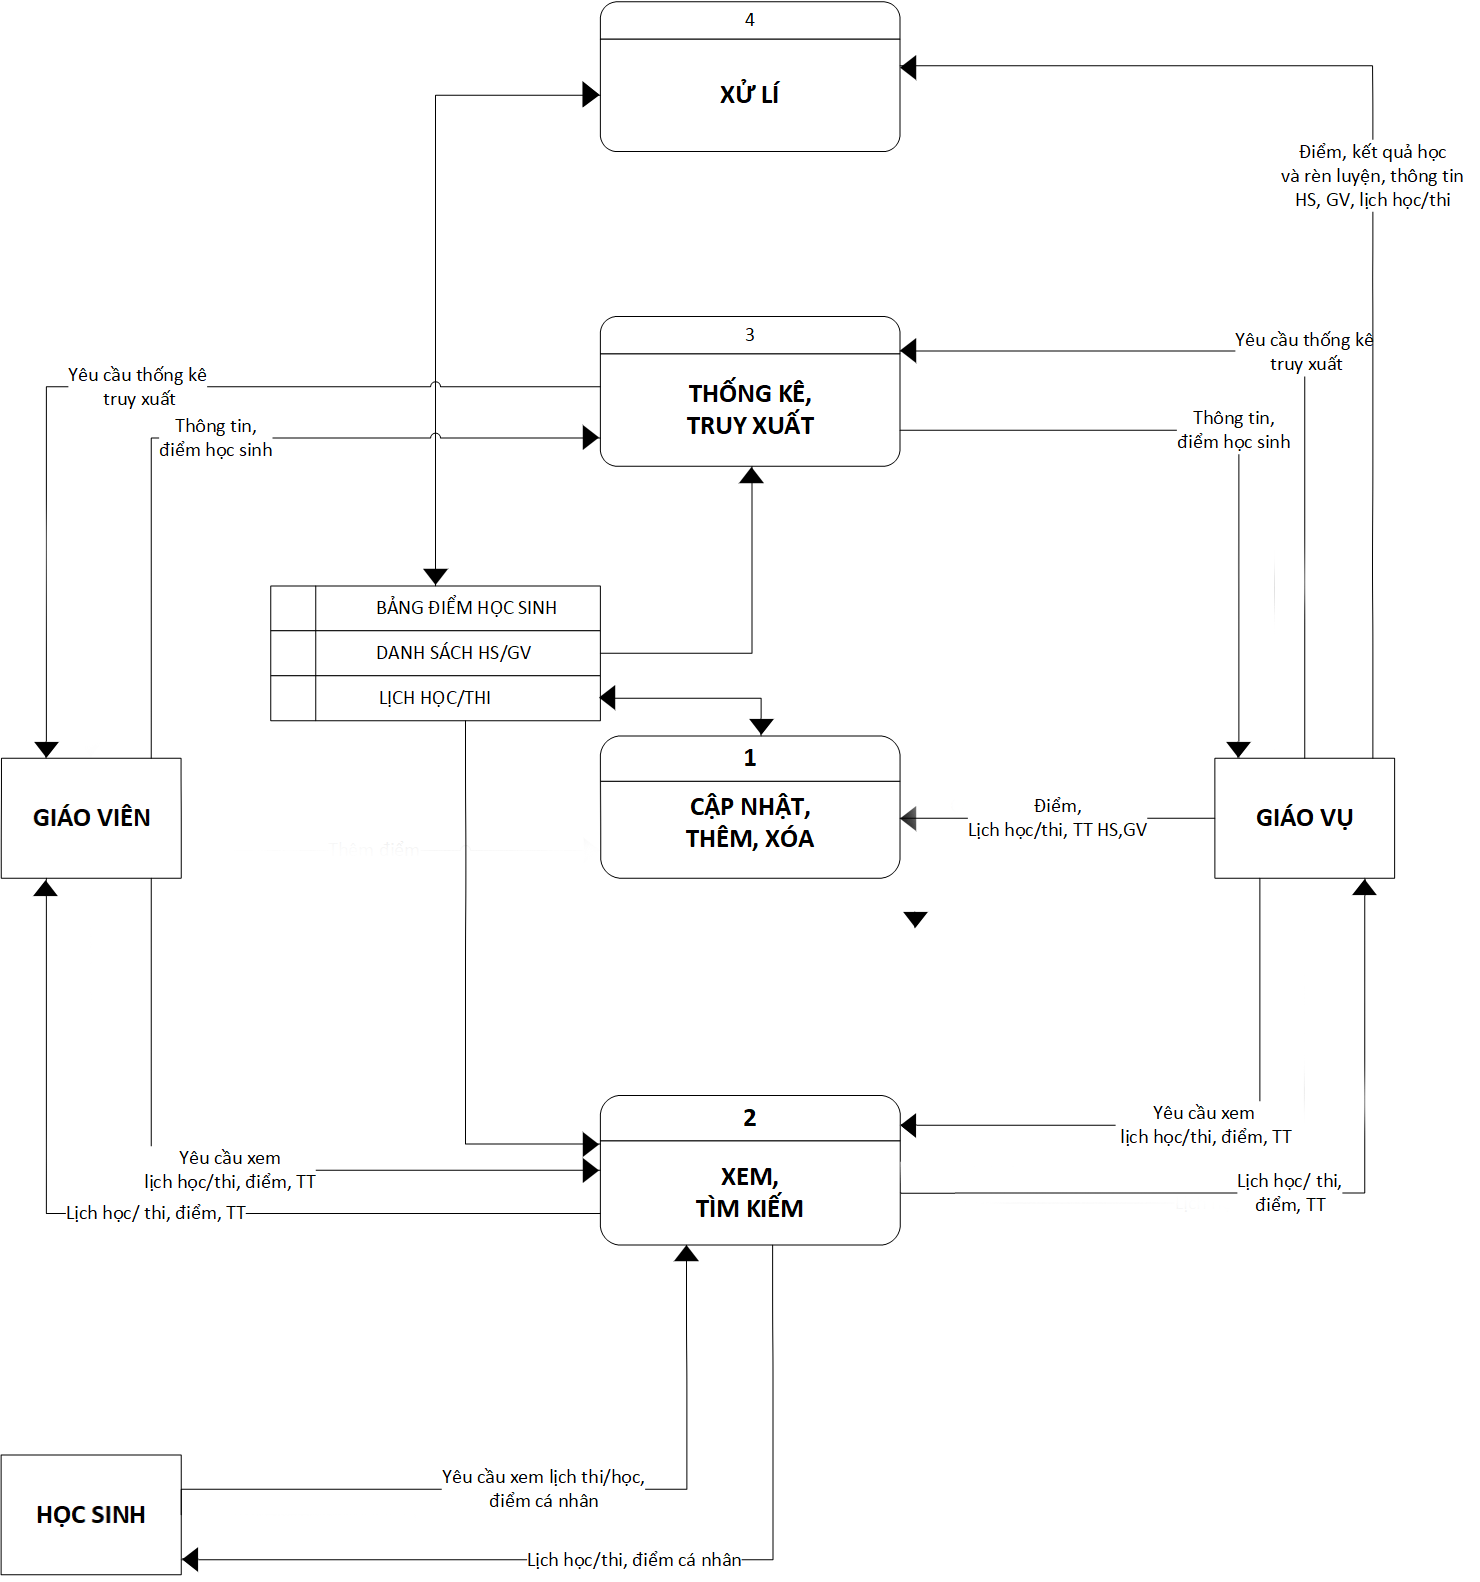 4
XỬ LÍ
Điểm, kết quả học
và rèn luyện, thông tin
HS, GV, lịch học/thi
3
THỐNG KÊ,
TRUY XUẤT
Yêu cầu thống kê
truy xuất
Thông tin,
điểm học sinh
Yêu cầu thống kê
truy xuất
Thông tin,
điểm học sinh
BẢNG ĐIỂM HỌC SINH
DANH SÁCH HS/GV
LỊCH HỌC/THI
1
CẬP NHẬT,
THÊM, XÓA
GIÁO VIÊN
Điểm,
Lịch học/thi, TT HS,GV
GIÁO VỤ
Thêm điểm
2
XEM,
TÌM KIẾM
Yêu cầu xem
lịch học/thi, điểm, TT
Lịch học/ thi, điểm, TT
Yêu cầu xem
lịch học/thi, điểm, TT
Lịch học/ thi,
điểm, TT
HỌC SINH
Yêu cầu xem lịch thi/học,
điểm cá nhân
Lịch học/thi, điểm cá nhân